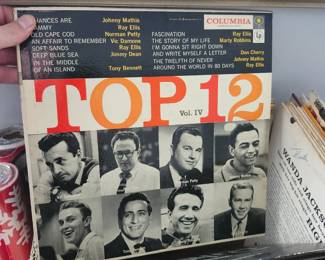 CHANCES ARE Johnny Mathis
TAMMY Ray Ellis
OLD CAPE COD Norman Petty
AN AFFAIR TO REMEMBER Vic Damone
SOFT SANDS Ray Ellis
DEEP BLUE SEA Jimmy Dean
IN THE MIDDLE
OF AN ISLAND Tony Bennett
COLUMBIA
Lp
FASCINATION Ray Ellis
THE STORY OF MY LIFE Marty Robbins
I'M GONNA SIT RIGHT DOWN
AND WRITE MYSELF A LETTER Don Cherry
THE TWELFTH OF NEVER Johnny Mathis
AROUND THE WORLD IN 80 DAYS Ray Ellis
TOP 12
Vol. IV
WANDA JACKSON